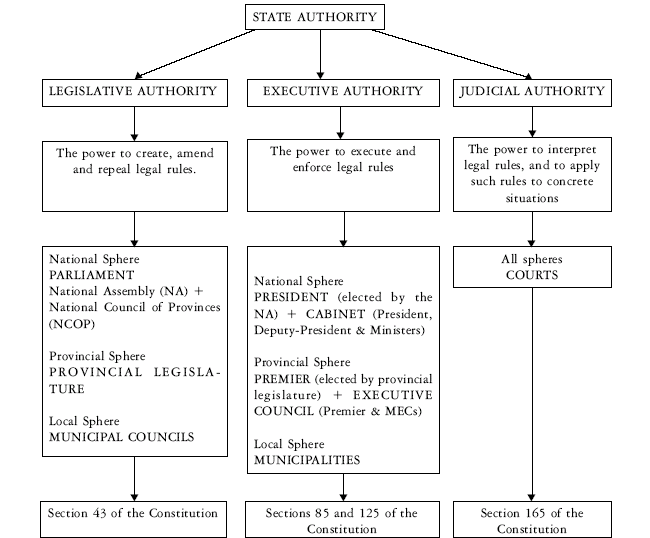 STATE AUTHORITY
LEGISLATIVE AUTHORITY
The power to create, amend
and repeal legal rules.
National Sphere
PARLIAMENT
National Assembly (NA) +
National Council of Provinces
(NCOP)
Provincial Sphere
PROVINCIAL LEGISLA-
TURE
Local Sphere
MUNICIPAL COUNCILS
Section 43 of the Constitution
EXECUTIVE AUTHORITY
The power to execute and
enforce legal rules
National Sphere
PRESIDENT (elected by the
NA) + CABINET (President,
Deputy-President & Ministers)
Provincial Sphere
PREMIER (elected by provincial
legislature) + EXECUTIVE
COUNCIL (Premier & MECs)
Local Sphere
MUNICIPALITIES
Sections 85 and 125 of the
Constitution
JUDICIAL AUTHORITY
The power to interpret
legal rules, and to apply
such rules to concrete
situations
All spheres
COURTS
Section 165 of the
Constitution